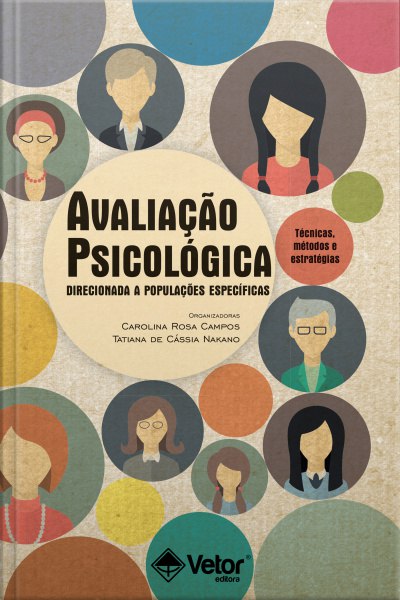 AVALIAÇÃO
PSICOLÓGICA
DIRECIONADA A POPULAÇÕES ESPECÍFICAS
Técnicas,
métodos e
estratégias
ORGANIZADORAS
CAROLINA ROSA CAMPOS
TATIANA DE CÁSSIA NAKANO
Vetor®
editora